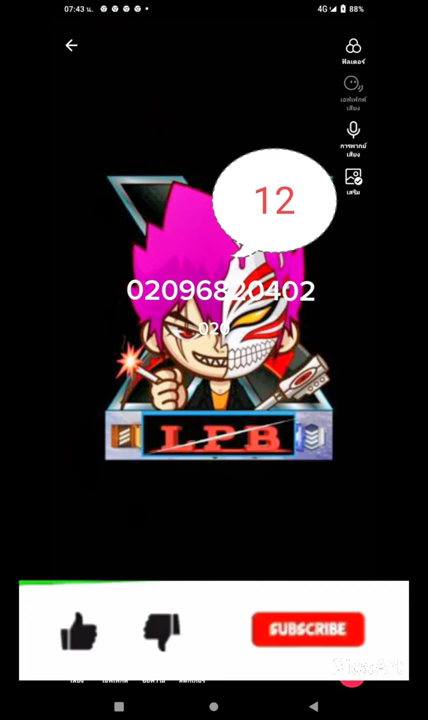 07:43 น.
4G
88%
ฟิลเตอร์
เอฟเฟกต์
เสียง
การพากย์
เสียง
เสริม
12
02096820402
020
LPB
SUBSCRIBE
PicsArt